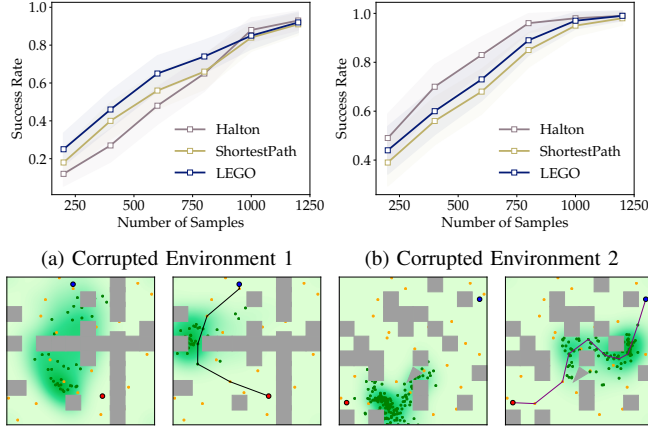 1.0
0.8
0.6
0.4
0.2
Success Rate
Halton
ShortestPath
LEGO
250
500
750
1000
1250
Number of Samples
(a) Corrupted Environment 1
1.0
0.8
0.6
0.4
Success Rate
Halton
ShortestPath
LEGO
250
500
750
1000
1250
Number of Samples
(b) Corrupted Environment 2